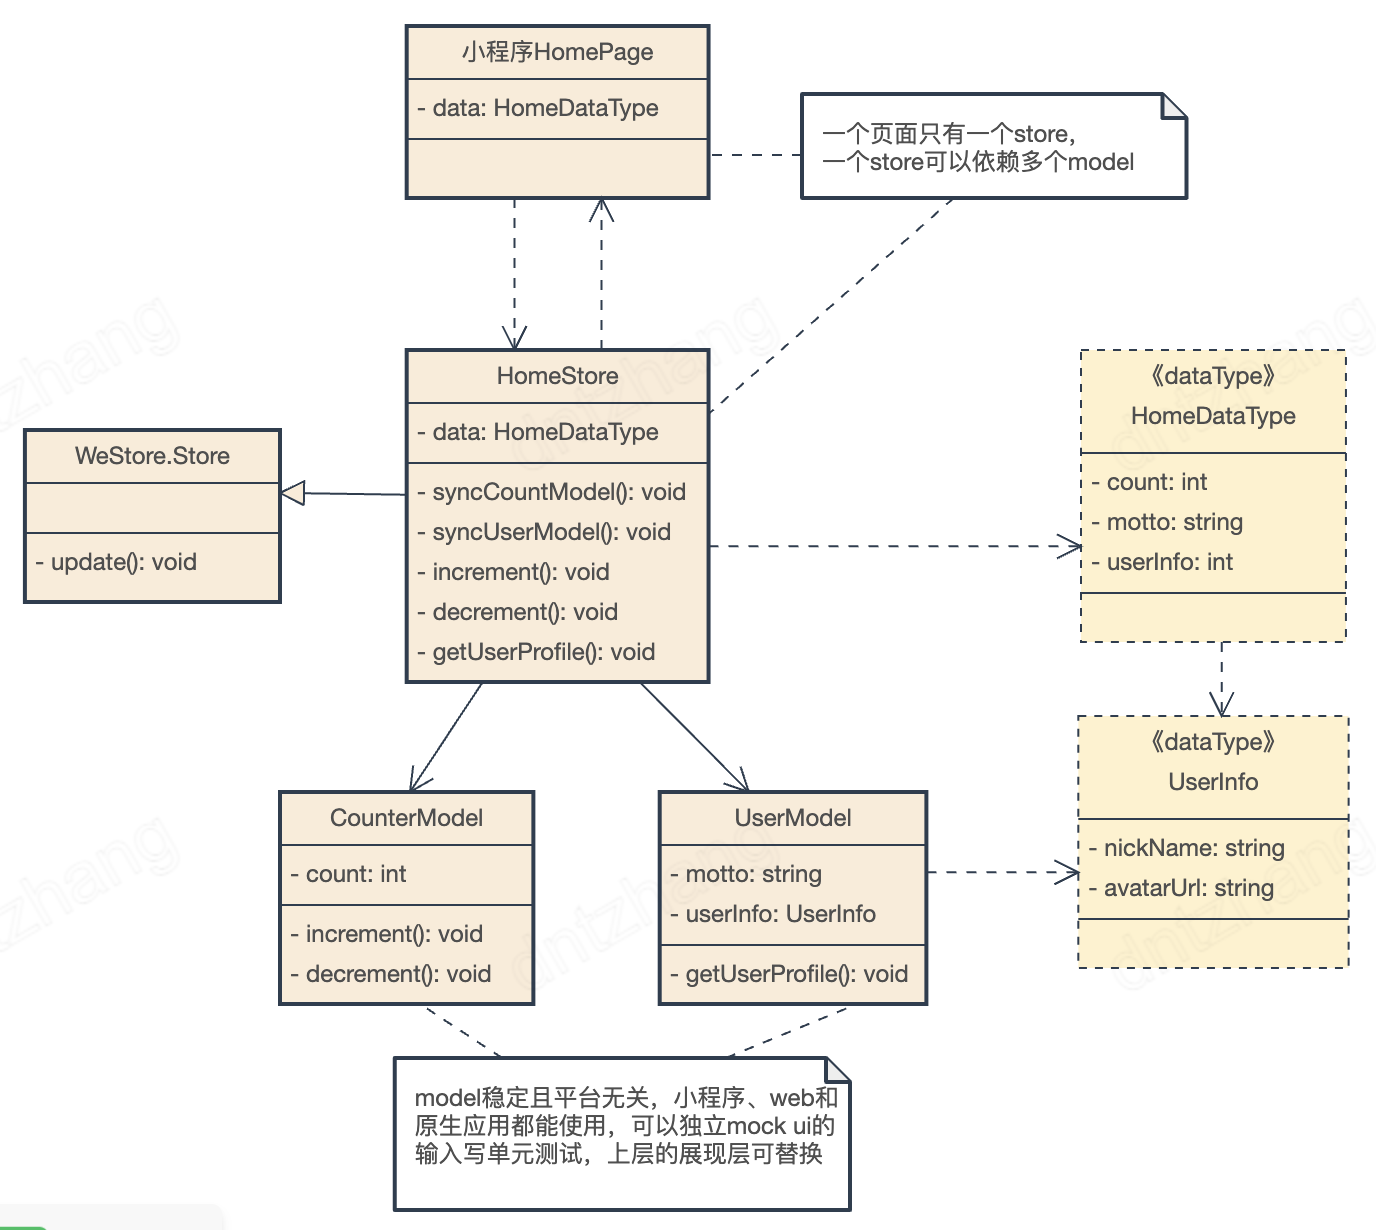 小程序HomePage
- data: HomeDataType
一个页面只有一个store,
一个store可以依赖多个model
HomeStore
- data: HomeDataType
- syncCountModel(): void
- syncUserModel(): void
- increment(): void
- decrement(): void
- getUserProfile(): void
WeStore.Store
- update(): void
《dataType》
HomeDataType
- count: int
- motto: string
- userInfo: int
《dataType》
UserInfo
- nickName: string
- avatarUrl: string
CounterModel
- count: int
- increment(): void
- decrement(): void
UserModel
- motto: string
- userInfo: UserInfo
- getUserProfile(): void
model稳定且平台无关，小程序、web和
原生应用都能使用，可以独立mock ui的
输入写单元测试，上层的展现层可替换
dntzhang
dntzhang
dntzhang
dntzhang